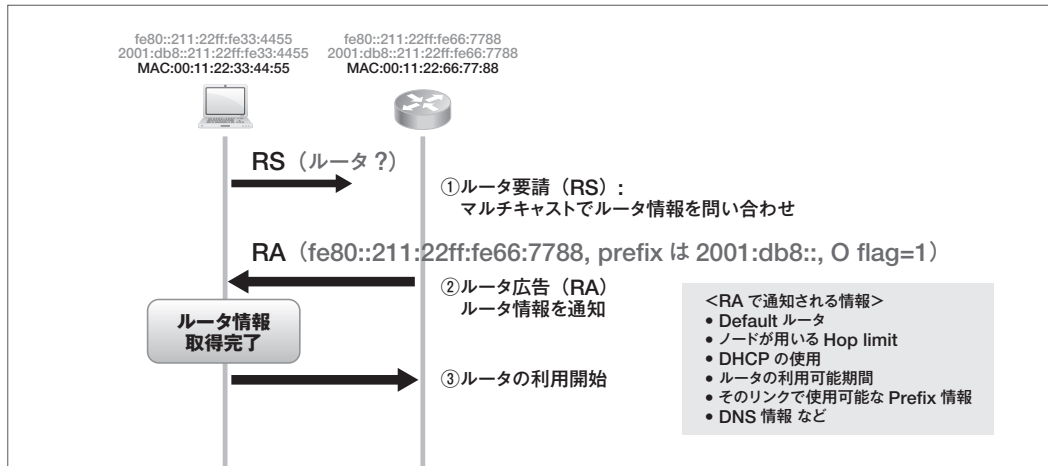 fe80::211:22ff:fe33:4455
2001:db8::211:22ff:fe33:4455
MAC:00:11:22:33:44:55
fe80::211:22ff:fe66:7788
2001:db8::211:22ff:fe66:7788
MAC:00:11:22:66:77:88
RS（ルータ？）
①ルータ要請（RS）：
マルチキャストでルータ情報を問い合わせ
RA（fe80::211:22ff:fe66:7788, prefix は 2001:db8::, O flag=1）
②ルータ広告（RA）
ルータ情報を通知
ルータ情報
取得完了
③ルータの利用開始
＜RA で通知される情報＞
• Default ルータ
• ノードが用いる Hop limit
• DHCP の使用
• ルータの利用可能期間
• そのリンクで使用可能な Prefix 情報
• DNS 情報 など